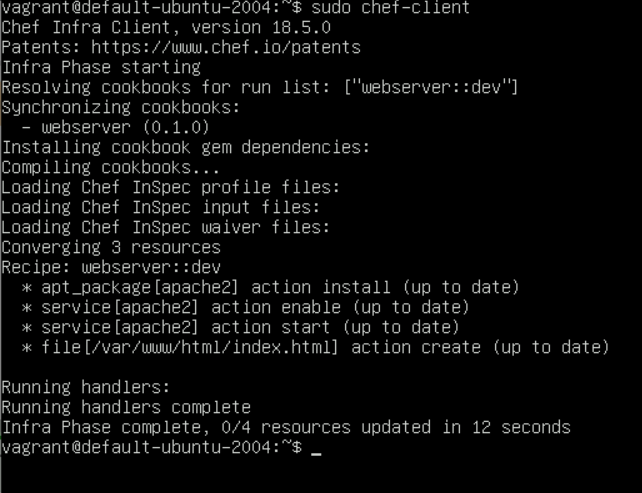 vagrant@default-ubuntu-2004:~$ sudo chef-client
Chef Infra Client, version 18.5.0
Patents: https://www.chef.io/patents
Infra Phase starting
Resolving cookbooks for run list: ["webserver::dev"]
Synchronizing cookbooks:
  - webserver (0.1.0)
Installing cookbook gem dependencies:
Compiling cookbooks...
Loading Chef InSpec profile files:
Loading Chef InSpec input files:
Loading Chef InSpec waiver files:
Converging 3 resources
Recipe: webserver::dev
  * apt_package[apache2] action install (up to date)
  * service[apache2] action enable (up to date)
  * service[apache2] action start (up to date)
  * file[/var/www/html/index.html] action create (up to date)
Running handlers:
Running handlers complete
Infra Phase complete, 0/4 resources updated in 12 seconds
vagrant@default-ubuntu-2004:~$ _